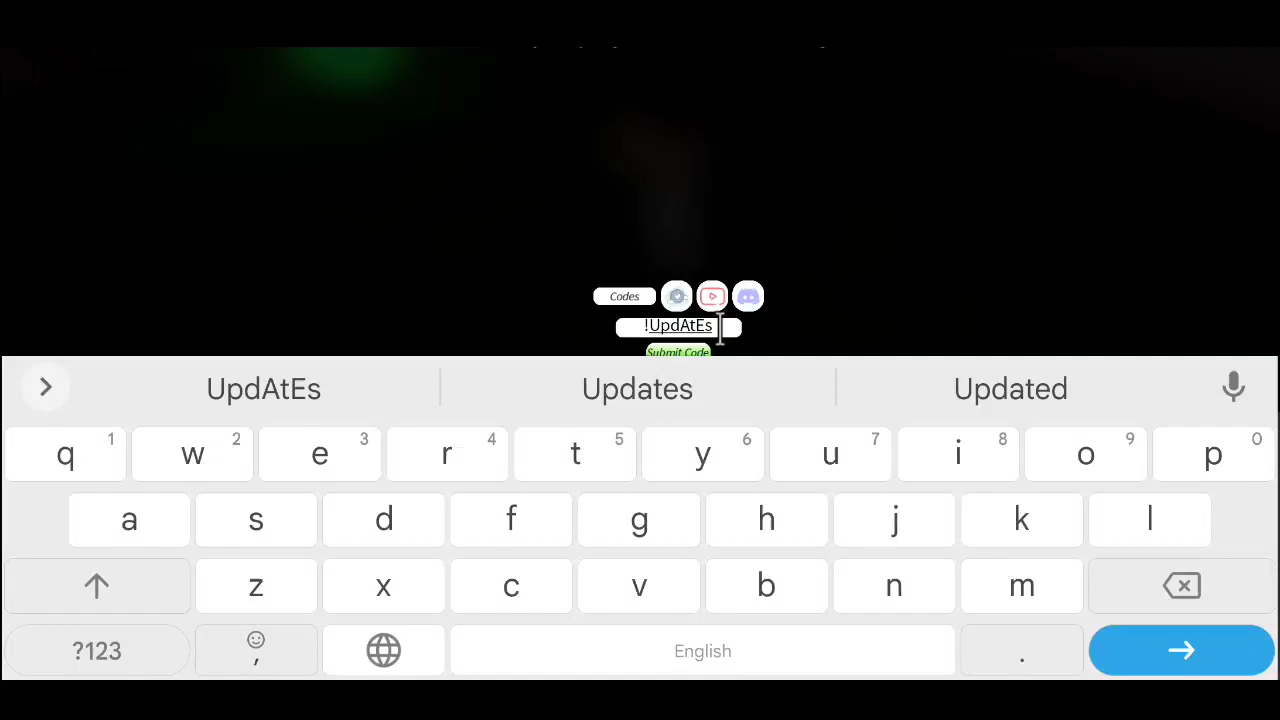 Codes
!UpdAtEs
Submit Code
UpdAtEs Updates Updated
q 1 w 2 e 3 r 4 t 5 y 6 u 7 i 8 o 9 p 0
a s d f g h j k l
z x c v b n m
?123 , English .